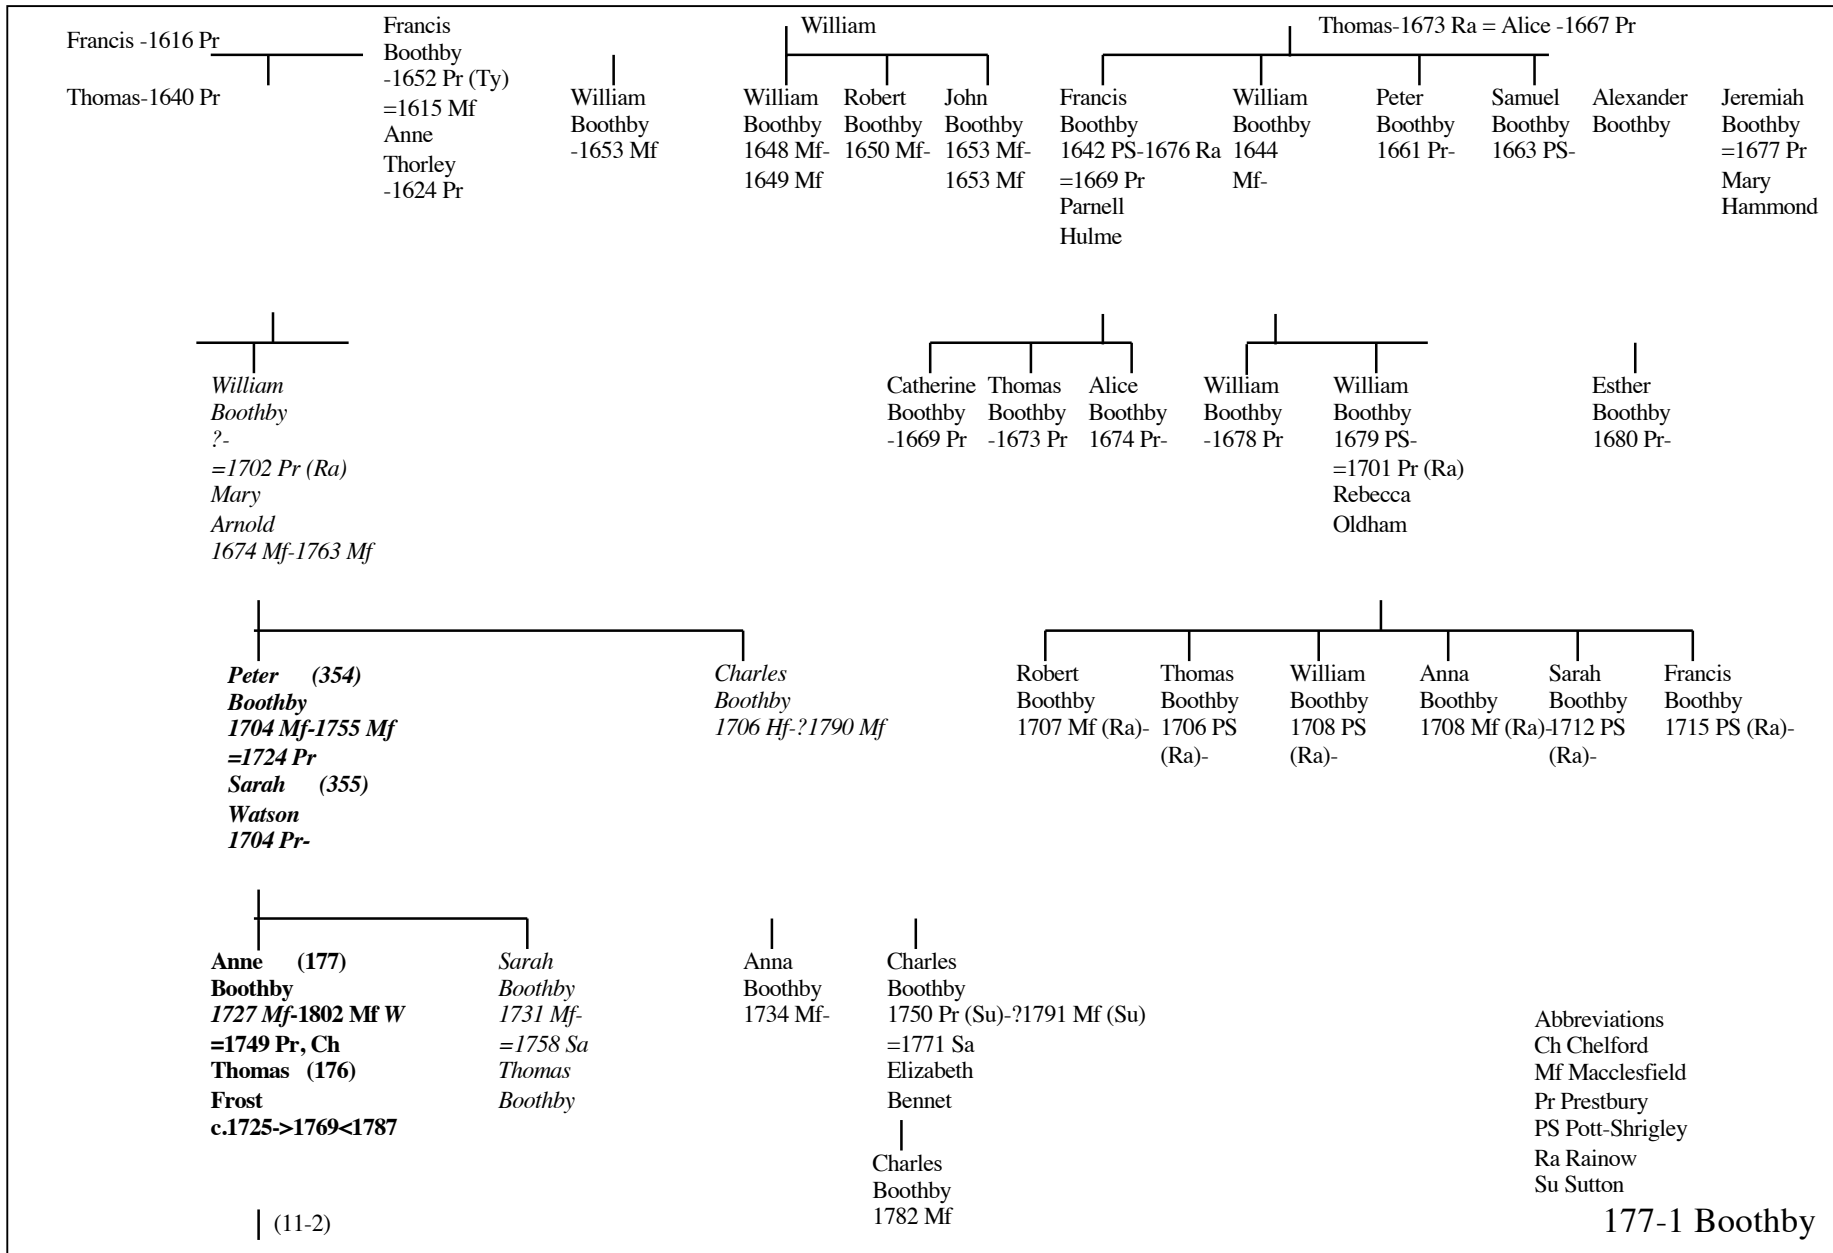 Francis -1616 Pr
Thomas-1640 Pr
Francis
Boothby
-1652 Pr (Ty)
=1615 Mf
Anne
Thorley
-1624 Pr
William
Boothby
-1653 Mf
William
William
Boothby
1648 Mf-
1649 Mf
Robert
Boothby
1650 Mf-
John
Boothby
1653 Mf-
1653 Mf
Thomas-1673 Ra = Alice -1667 Pr
Francis
Boothby
1642 PS-1676 Ra
=1669 Pr
Parnell
Hulme
William
Boothby
1644
Mf-
Peter
Boothby
1661 Pr-
Samuel
Boothby
1663 PS-
Alexander
Boothby
Jeremiah
Boothby
=1677 Pr
Mary
Hammond
William
Boothby
?-
=1702 Pr (Ra)
Mary
Arnold
1674 Mf-1763 Mf
Catherine
Boothby
-1669 Pr
Thomas
Boothby
-1673 Pr
Alice
Boothby
1674 Pr-
William
Boothby
-1678 Pr
William
Boothby
1679 PS-
=1701 Pr (Ra)
Rebecca
Oldham
Esther
Boothby
1680 Pr-
Peter (354)
Boothby
1704 Mf-1755 Mf
=1724 Pr
Sarah (355)
Watson
1704 Pr-
Charles
Boothby
1706 Hf-?1790 Mf
Robert
Boothby
1707 Mf (Ra)-
Thomas
Boothby
1706 PS
(Ra)-
William
Boothby
1708 PS
(Ra)-
Anna
Boothby
1708 Mf (Ra)-
Sarah
Boothby
1712 PS
(Ra)-
Francis
Boothby
1715 PS (Ra)-
Anne (177)
Boothby
1727 Mf-1802 Mf W
=1749 Pr, Ch
Thomas (176)
Frost
c.1725->1769<1787
Sarah
Boothby
1731 Mf-
=1758 Sa
Thomas
Boothby
Anna
Boothby
1734 Mf-
Charles
Boothby
1750 Pr (Su)-?1791 Mf (Su)
=1771 Sa
Elizabeth
Bennet
Charles
Boothby
1782 Mf
(11-2)
Abbreviations
Ch Chelford
Mf Macclesfield
Pr Prestbury
PS Pott-Shrigley
Ra Rainow
Su Sutton
177-1 Boothby